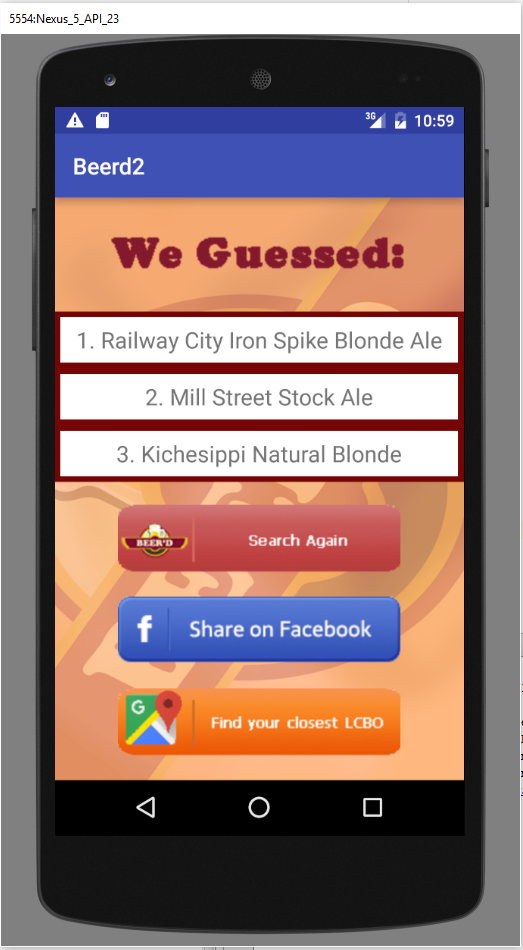 5554:Nexus_5_API_23
3G 10:59
Beerd2
We Guessed:
1. Railway City Iron Spike Blonde Ale
2. Mill Street Stock Ale
3. Kichesippi Natural Blonde
BEER'D Search Again
f Share on Facebook
G Find your closest LCBO